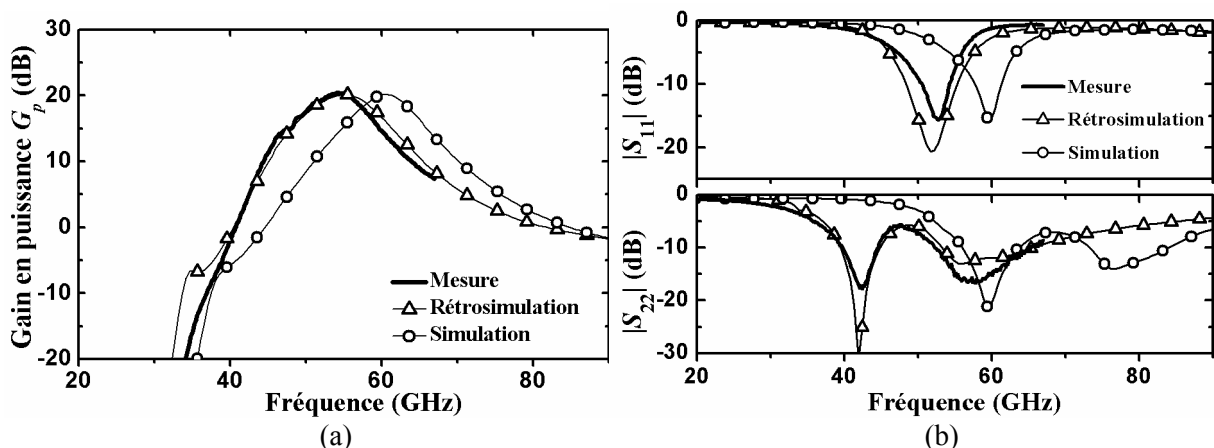 Gain en puissance Gp (dB)
30
20
10
0
-10
-20
Mesure
Rétrosimulation
Simulation
20 40 60 80
Fréquence (GHz)
(a)
|S11| (dB)
0
-10
-20
Mesure
Rétrosimulation
Simulation
|S22| (dB)
0
-10
-20
-30
20 40 60 80
Fréquence (GHz)
(b)